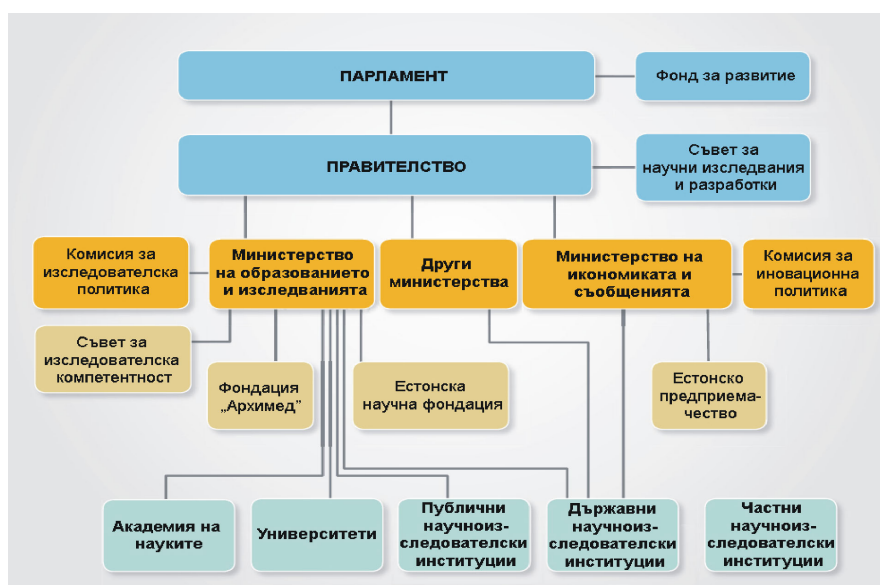 ПАРЛАМЕНТ
Фонд за развитие
ПРАВИТЕЛСТВО
Съвет за
научни изследвания
и разработки
Комисия за
изследователска
политика
Министерство
на образованието
и изследванията
Други
министерства
Министерство на
икономиката и
съобщенията
Комисия за
иновационна
политика
Съвет за
изследователска
компетентност
Фондация
„Архимед”
Естонска
научна фондация
Естонско
предприема-
чество
Академия на
науките
Университети
Публични
научноиз-
следователски
институции
Държавни
научноиз-
следователски
институции
Частни
научноиз-
следователски
институции